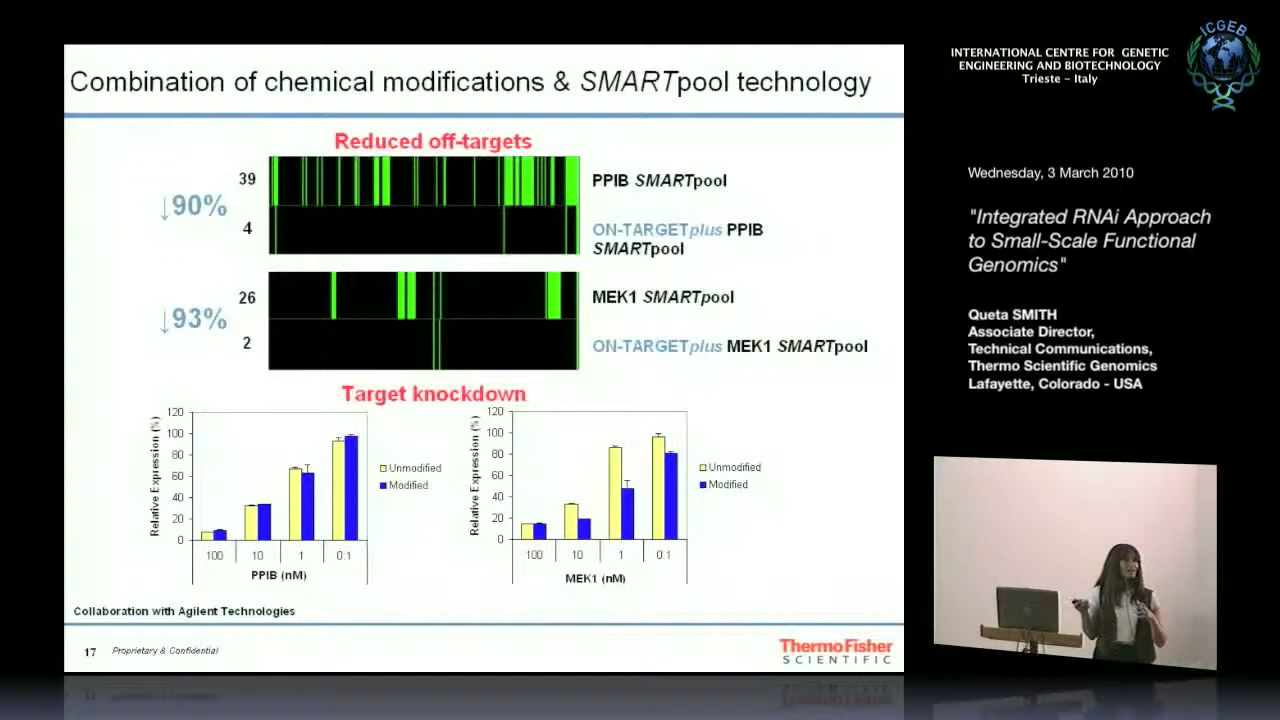 Combination of chemical modifications & SMARTpool technology
Reduced off-targets
39
↓90%
4
PPIB SMARTpool
ON-TARGETplus PPIB
SMARTpool
26
↓93%
2
MEK1 SMARTpool
ON-TARGETplus MEK1 SMARTpool
Target knockdown
Relative Expression (%)
120
100
80
60
40
20
0
100 10 1 0.1
PPIB (nM)
Unmodified
Modified
Relative Expression (%)
120
100
80
60
40
20
0
100 10 1 0.1
MEK1 (nM)
Unmodified
Modified
Collaboration with Agilent Technologies
17 Proprietary & Confidential
ThermoFisher
SCIENTIFIC
INTERNATIONAL CENTRE FOR GENETIC
ENGINEERING AND BIOTECHNOLOGY
Trieste - Italy
ICGEB
Wednesday, 3 March 2010
"Integrated RNAi Approach
to Small-Scale Functional
Genomics"
Queta SMITH
Associate Director,
Technical Communications,
Thermo Scientific Genomics
Lafayette, Colorado - USA